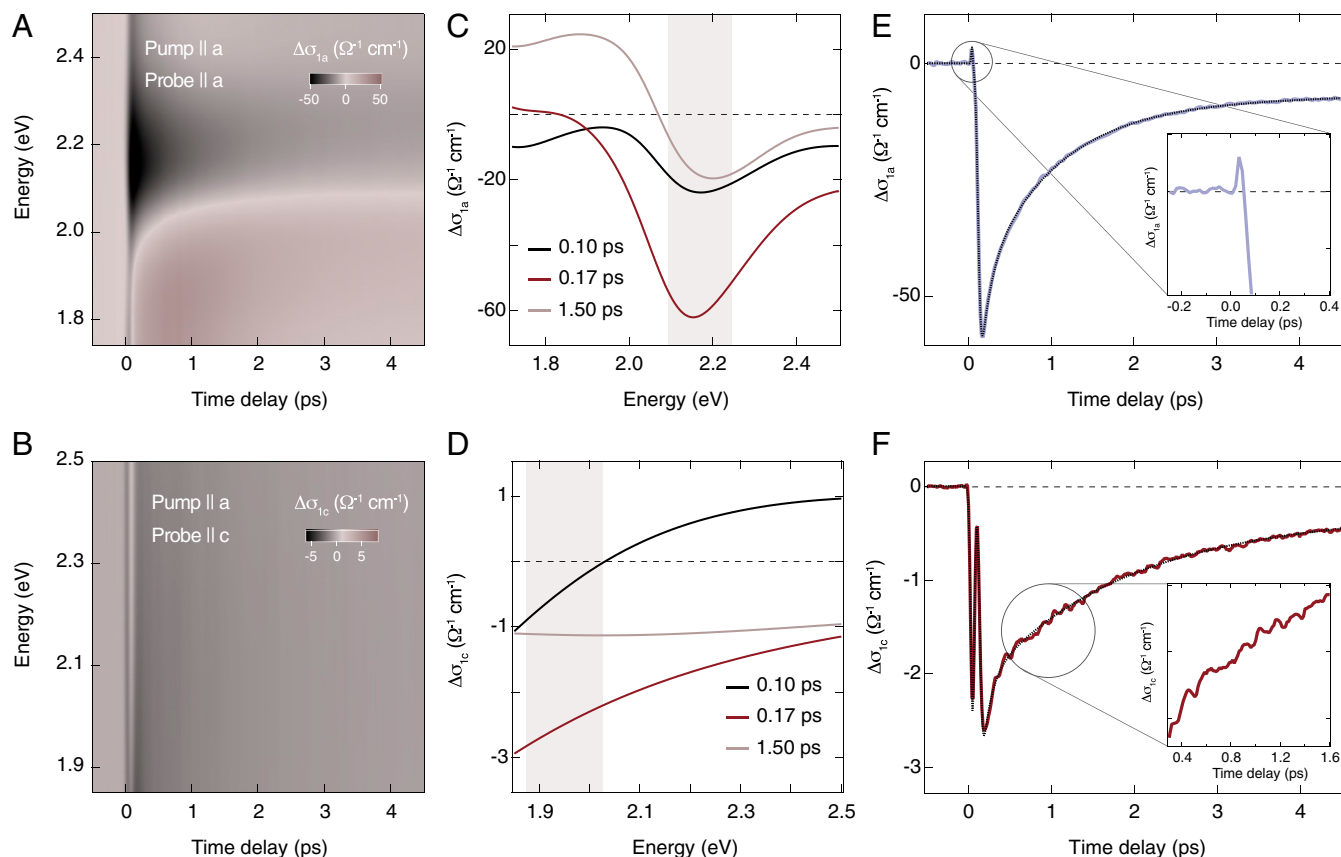 A
Pump || a
Probe || a
Δσ1a (Ω-1 cm)
-50 0 50
2.4
2.2
2.0
1.8
Energy (eV)
0 1 2 3 4
Time delay (ps)
C
20
-20
-60
Δσ1a (Ω-1 cm-1)
0.10 ps
0.17 ps
1.50 ps
1.8 2.0 2.2 2.4
Energy (eV)
E
0
-50
Δσ1a (Ω-1 cm-1)
Δσ1a (Ω-1 cm-1)
-0.2 0.0 0.2 0.4
Time delay (ps)
0 1 2 3 4
Time delay (ps)
B
Pump || a
Probe || c
Δσ1c (Ω-1 cm-1)
-5 0 5
2.5
2.3
2.1
1.9
Energy (eV)
0 1 2 3 4
Time delay (ps)
D
1
-1
-3
Δσ1c (Ω-1 cm-1)
0.10 ps
0.17 ps
1.50 ps
1.9 2.1 2.3 2.5
Energy (eV)
F
0
-1
-2
-3
Δσ1c (Ω-1 cm-1)
Δσ1c (Ω-1 cm-1)
0.4 0.8 1.2 1.6
Time delay (ps)
0 1 2 3 4
Time delay (ps)